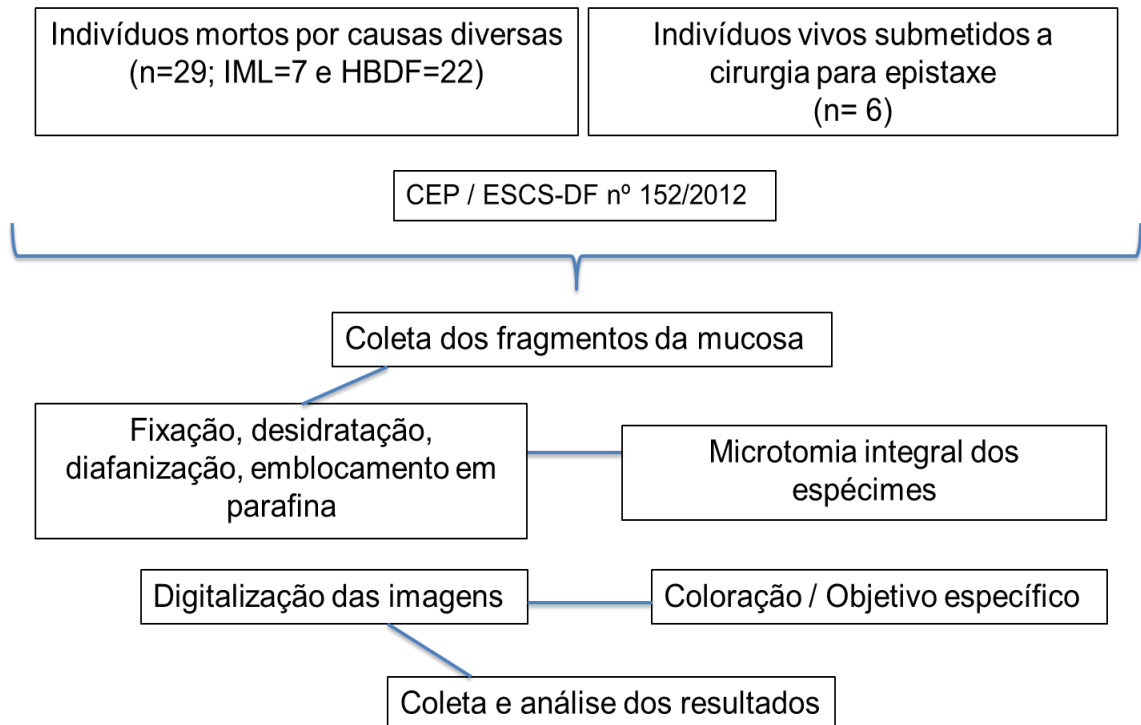 Indivíduos mortos por causas diversas
(n=29; IML=7 e HBDF=22)
Indivíduos vivos submetidos a
cirurgia para epistaxe
(n= 6)
CEP / ESCS-DF nº 152/2012
Coleta dos fragmentos da mucosa
Fixação, desidratação,
diafanização, emblocamento em
parafina
Microtomia integral dos
espécimes
Digitalização das imagens
Coloração / Objetivo específico
Coleta e análise dos resultados